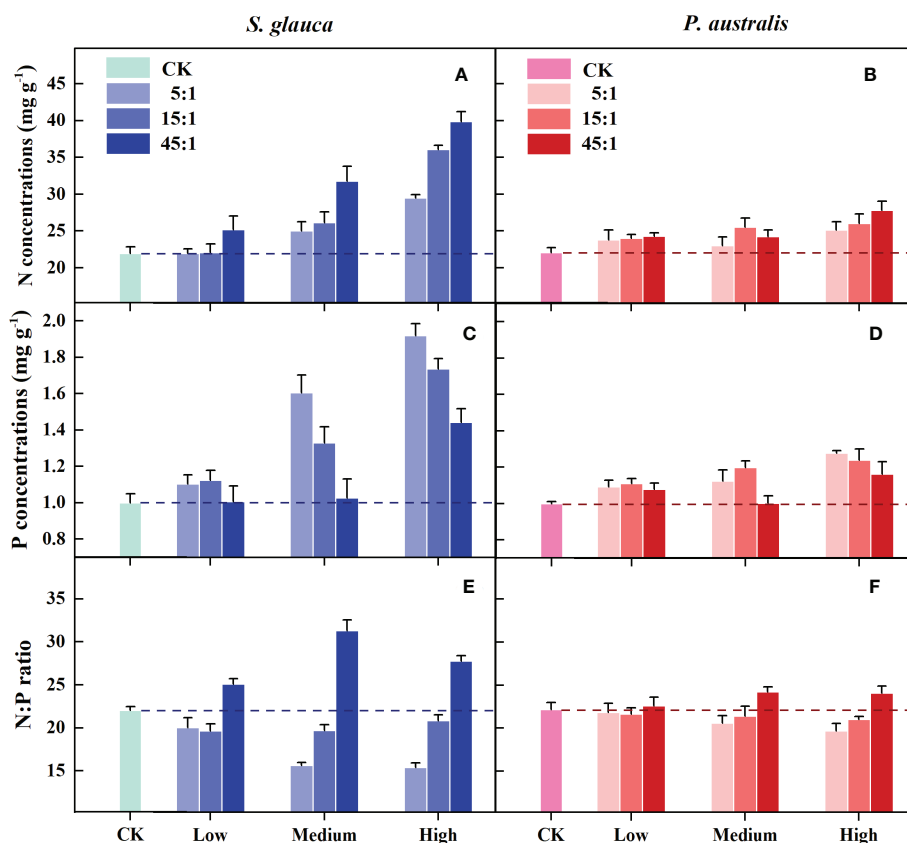 S. glauca
P. australis
N concentrations (mg g-1)
45
40
35
30
25
20
CK
5:1
15:1
45:1
A
CK
5:1
15:1
45:1
B
P concentrations (mg g-1)
2.0
1.8
1.6
1.4
1.2
1.0
0.8
C
D
N:P ratio
35
30
25
20
15
E
F
CK Low Medium High
CK Low Medium High